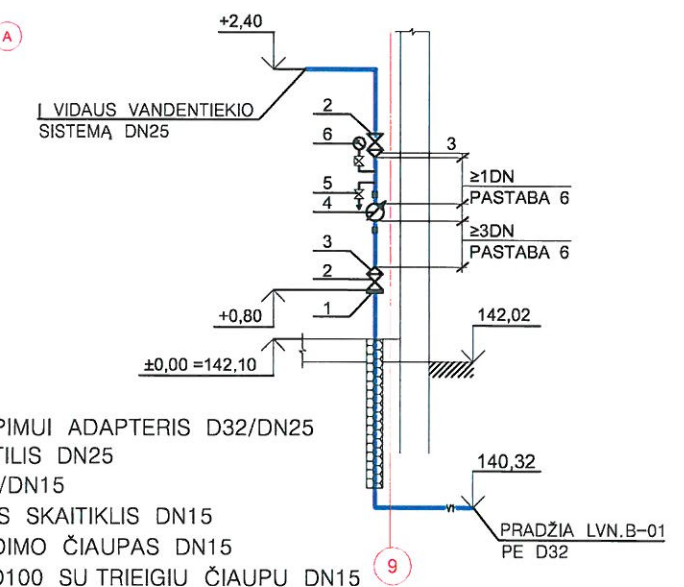 A
+2,40
Į VIDAUS VANDENTIEKIO
SISTEMĄ DN25
2
6
3
≥1DN
PASTABA 6
5
4
≥3DN
PASTABA 6
3
2
1
+0,80
142,02
±0,00 =142,10
PIMUI ADAPTERIS D32/DN25
TILIS DN25
/DN15
S SKAITIKLIS DN15
DIMO ČIAUPAS DN15
D100 SU TRIEIGIU ČIAUPU DN15
140,32
V1
PRADŽIA LVN.B-01
PE D32
9